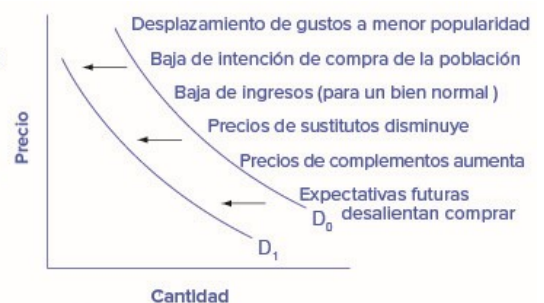 Desplazamiento de gustos a menor popularidad
Baja de intención de compra de la población
Baja de ingresos (para un bien normal )
Precios de sustitutos disminuye
Precios de complementos aumenta
Expectativas futuras
desalientan comprar
D₀
D₁
Precio
Cantidad